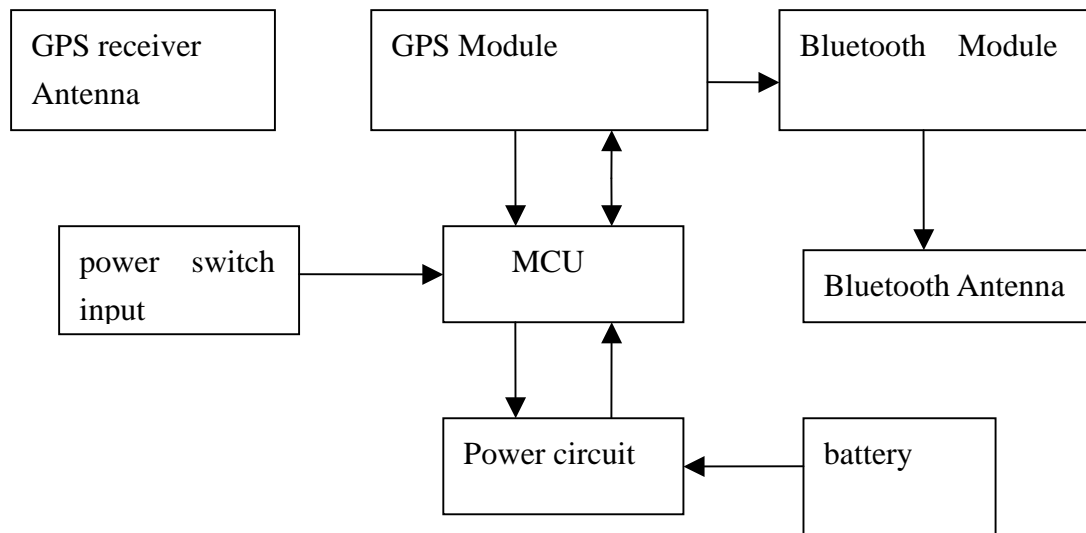 GPS receiver
Antenna
GPS Module
Bluetooth Module
power switch
input
MCU
Bluetooth Antenna
Power circuit
battery